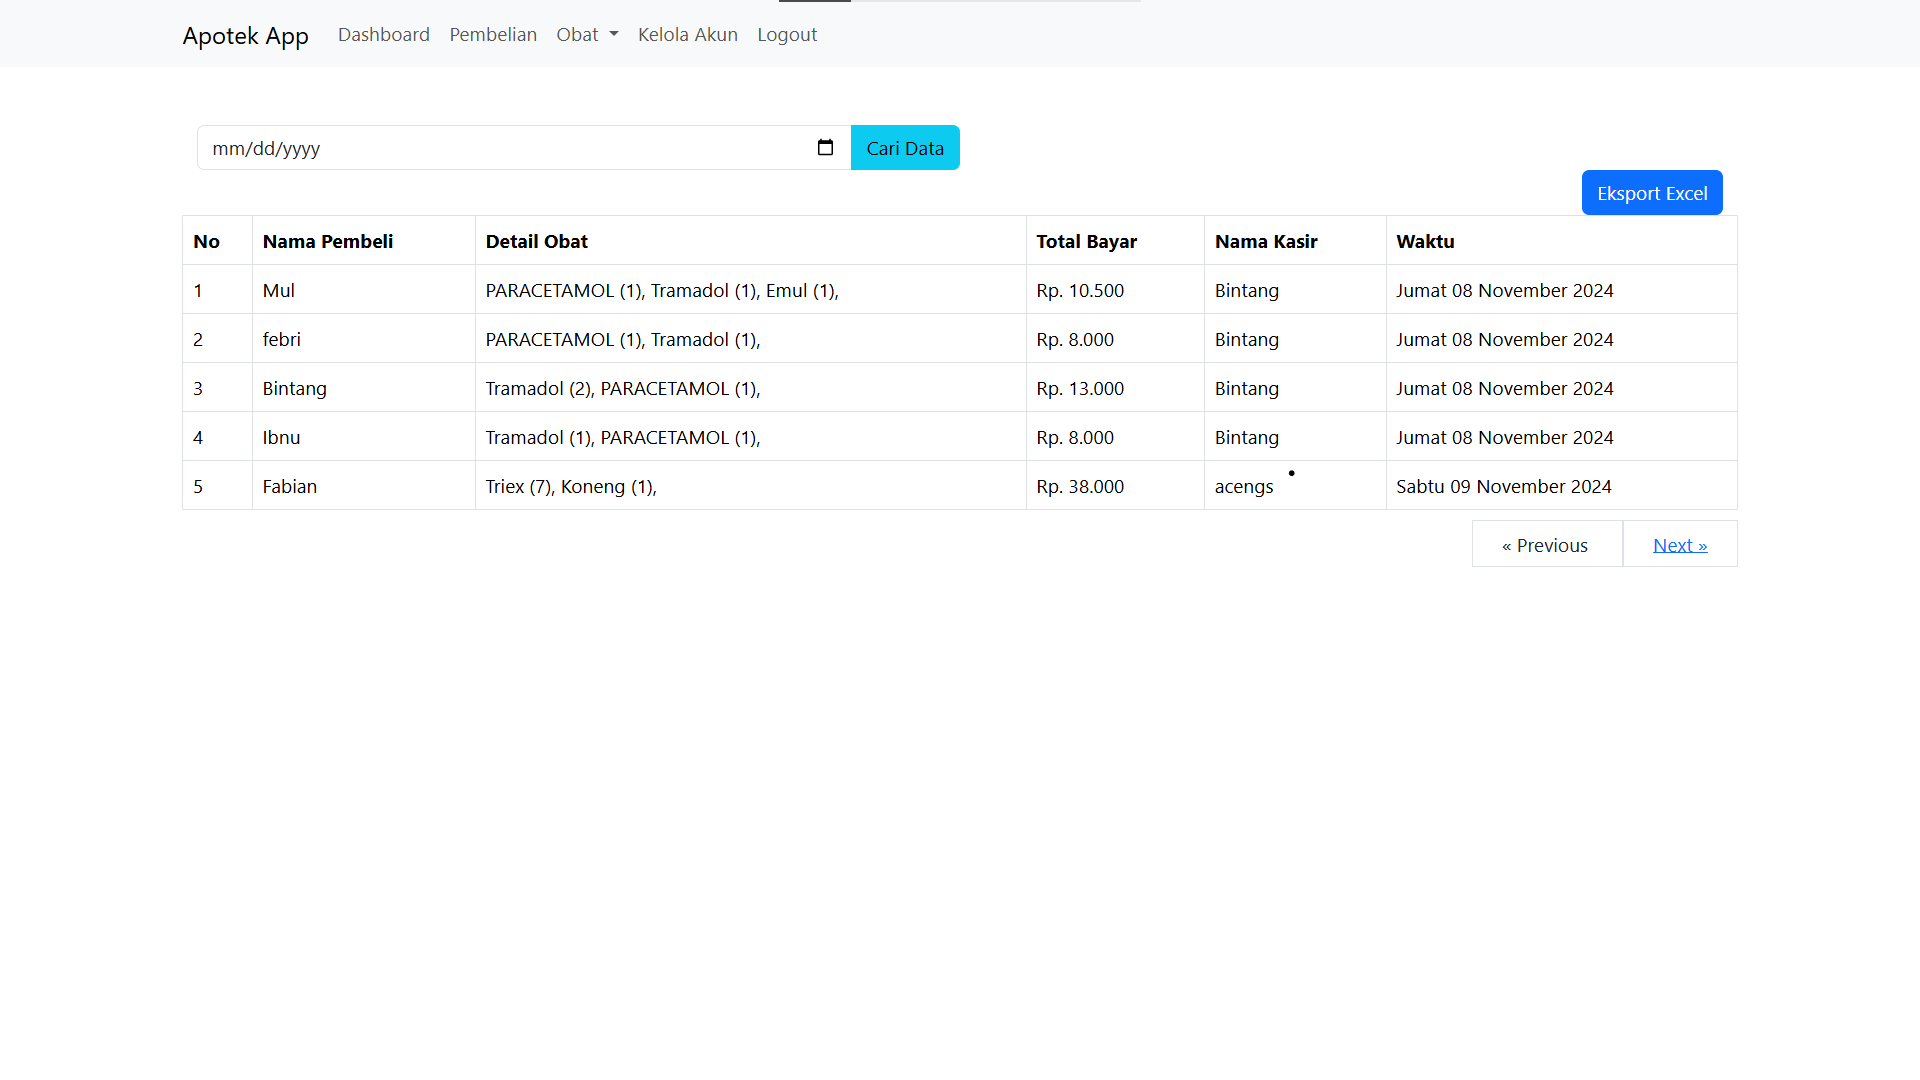 Apotek App Dashboard Pembelian Obat Kelola Akun Logout
mm/dd/yyyy Cari Data
Eksport Excel
No Nama Pembeli Detail Obat Total Bayar Nama Kasir Waktu
1 Mul PARACETAMOL (1), Tramadol (1), Emul (1), Rp. 10.500 Bintang Jumat 08 November 2024
2 febri PARACETAMOL (1), Tramadol (1), Rp. 8.000 Bintang Jumat 08 November 2024
3 Bintang Tramadol (2), PARACETAMOL (1), Rp. 13.000 Bintang Jumat 08 November 2024
4 Ibnu Tramadol (1), PARACETAMOL (1), Rp. 8.000 Bintang Jumat 08 November 2024
5 Fabian Triex (7), Koneng (1), Rp. 38.000 acengs Sabtu 09 November 2024
« Previous Next »